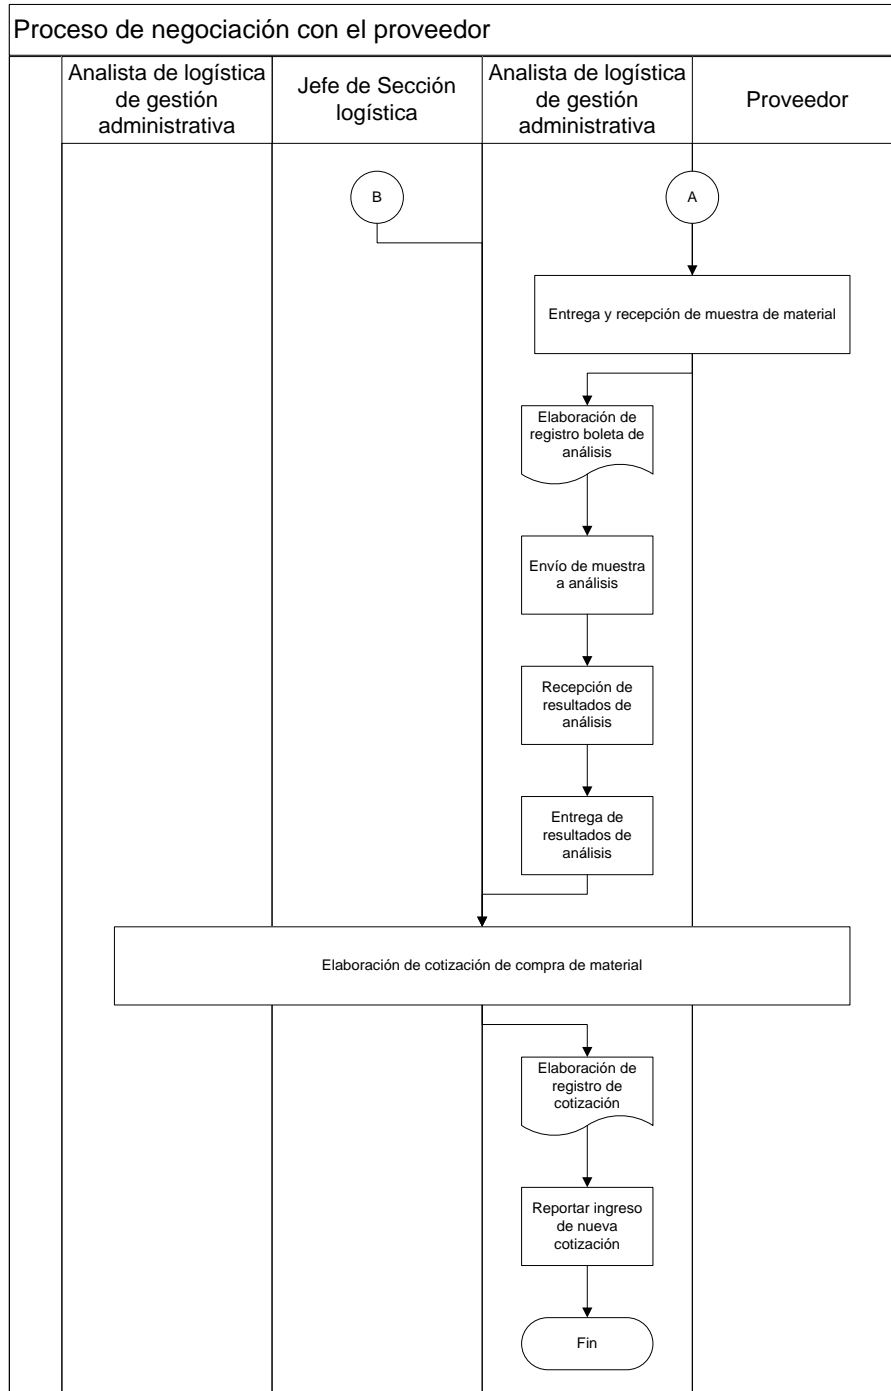 Proceso de negociación con el proveedor
Analista de logística
de gestión
administrativa
Jefe de Sección
logística
Analista de logística
de gestión
administrativa
Proveedor
B
A
Entrega y recepción de muestra de material
Elaboración de
registro boleta de
análisis
Envío de muestra
a análisis
Recepción de
resultados de
análisis
Entrega de
resultados de
análisis
Elaboración de cotización de compra de material
Elaboración de
registro de
cotización
Reportar ingreso
de nueva
cotización
Fin